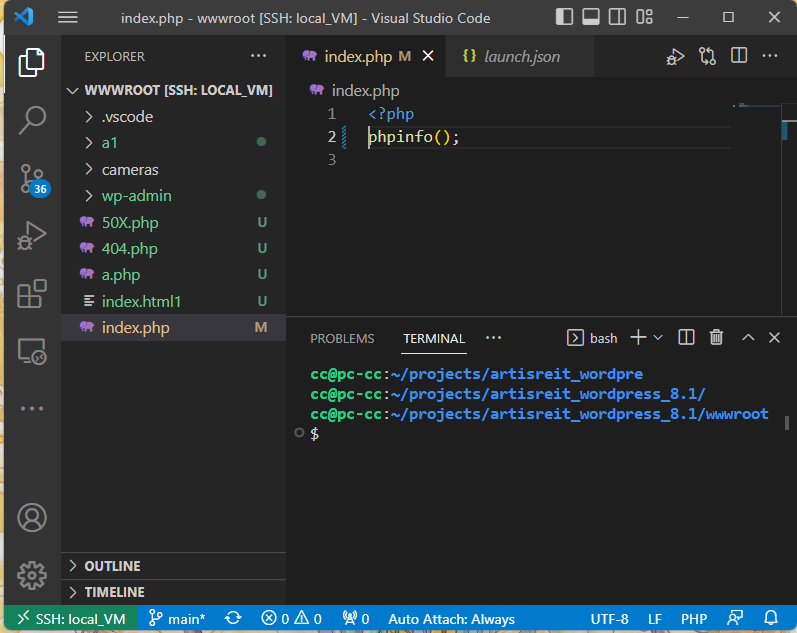 index.php - wwwroot [SSH: local_VM] - Visual Studio Code
EXPLORER
WWWROOT [SSH: LOCAL_VM]
.vscode
a1
cameras
wp-admin
50X.php U
404.php U
a.php U
index.html1 U
index.php M
OUTLINE
TIMELINE
36
index.php M
{} launch.json
index.php
1 <?php
2 phpinfo();
3
PROBLEMS TERMINAL
bash
cc@pc-cc:~/projects/artisreit_wordpre
cc@pc-cc:~/projects/artisreit_wordpress_8.1/
cc@pc-cc:~/projects/artisreit_wordpress_8.1/wwwroot
$
SSH: local_VM main* 0 0 0 Auto Attach: Always UTF-8 LF PHP